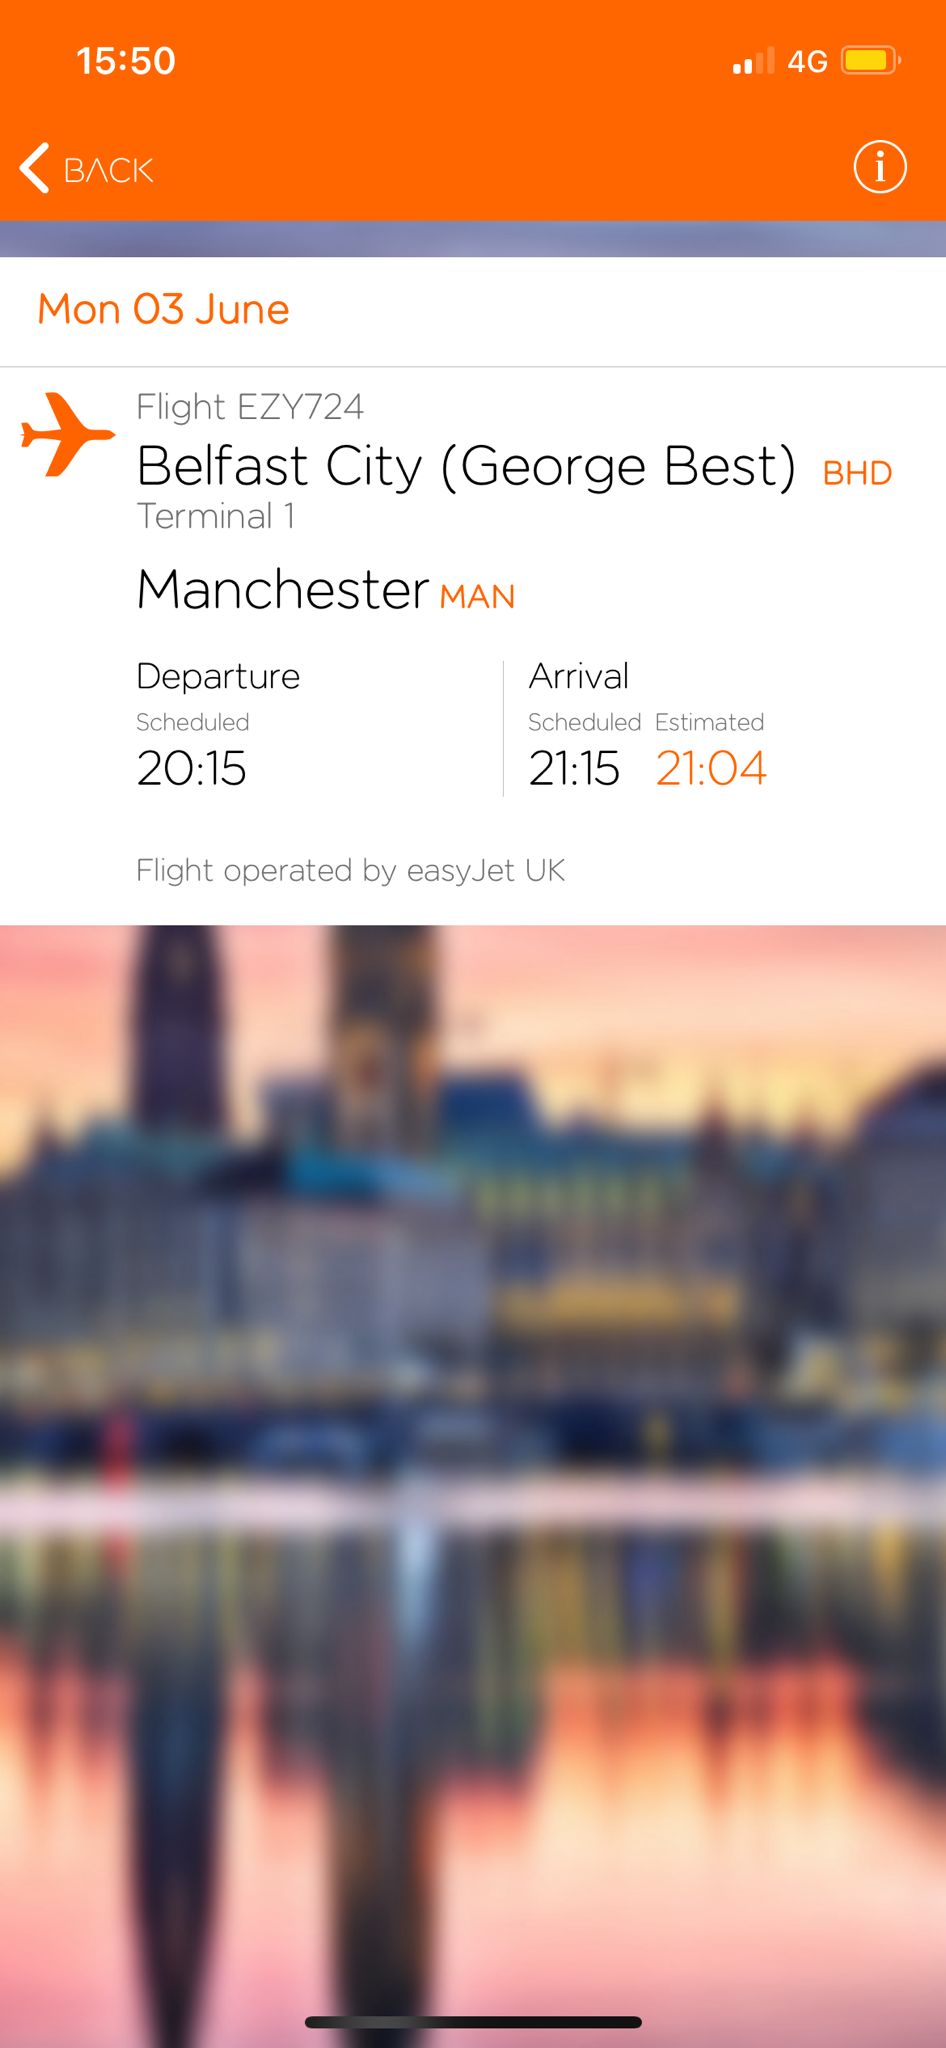 15:50 4G
BACK i
Mon 03 June
Flight EZY724
Belfast City (George Best) BHD
Terminal 1
Manchester MAN
Departure Arrival
Scheduled Scheduled Estimated
20:15 21:15 21:04
Flight operated by easyJet UK